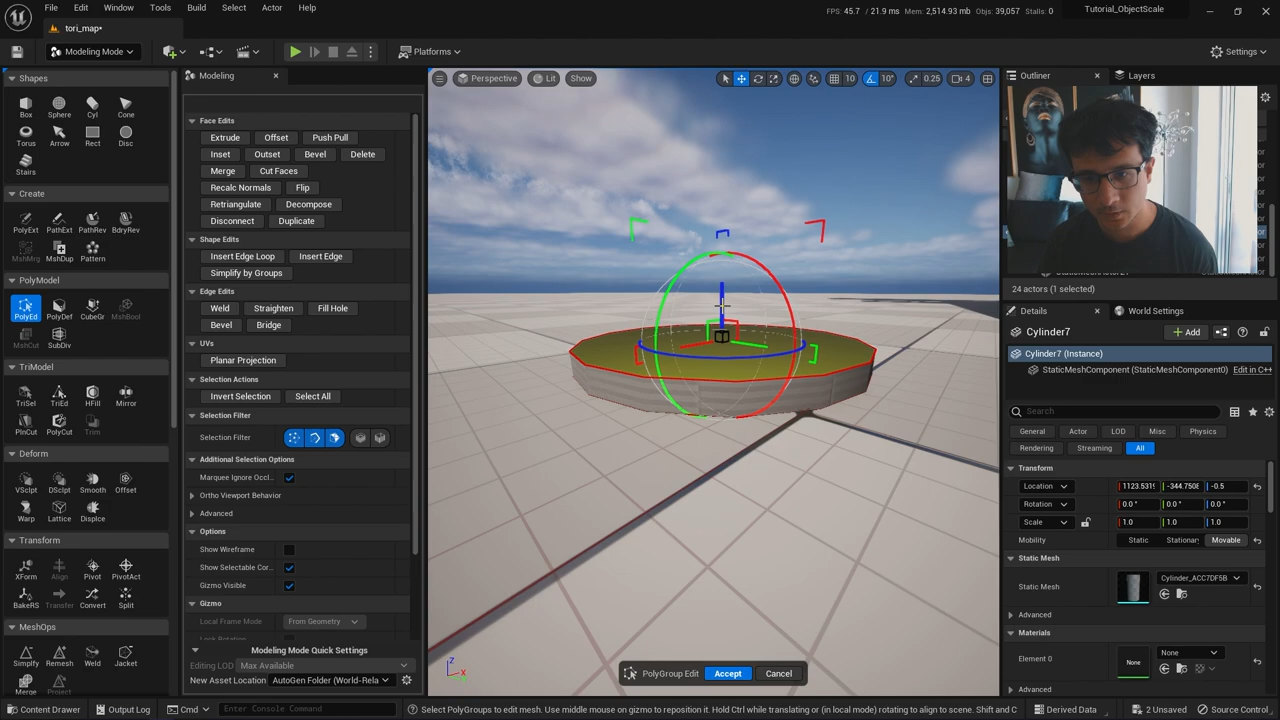 File Edit Window Tools Build Select Actor Help
FPS: 45.7 / 21.9 ms Mem: 2,514.93 mb Objs: 39,057 Stalls: 0
Tutorial_ObjectScale
tori_map*
Modeling Mode
Platforms
Settings
Shapes
Box Sphere Cyl Cone
Torus Arrow Rect Disc
Stairs
Create
PolyExt PathExt PathRev BdryRev
MshMrg MshDup Pattern
PolyModel
PolyEd PolyDef CubeGr MshBool
MshCut SubDiv
TriModel
TriSel TriEd HFill Mirror
PlnCut PlyCut Trim
Deform
VSclpt DSclpt Smooth Offset
Warp Lattice Displce
Transform
XForm Align Pivot PivotAct
BakeRS Transfer Convert Split
MeshOps
Simplfy Remesh Weld Jacket
Merge Project
Modeling
Face Edits
Extrude Offset Push Pull
Inset Outset Bevel Delete
Merge Cut Faces
Recalc Normals Flip
Retriangulate Decompose
Disconnect Duplicate
Shape Edits
Insert Edge Loop Insert Edge
Simplify by Groups
Edge Edits
Weld Straighten Fill Hole
Bevel Bridge
UVs
Planar Projection
Selection Actions
Invert Selection Select All
Selection Filter
Selection Filter
Additional Selection Options
Marquee Ignore Occl...
Ortho Viewport Behavior
Advanced
Options
Show Wireframe
Show Selectable Cor...
Gizmo Visible
Gizmo
Local Frame Mode From Geometry
Modeling Mode Quick Settings
Editing LOD Max Available
New Asset Location AutoGen Folder (World-Rela
Perspective Lit Show
10 10° 0.25 4
Z
X
PolyGroup Edit Accept Cancel
Outliner Layers
24 actors (1 selected)
Details World Settings
Cylinder7
Add
Cylinder7 (Instance)
StaticMeshComponent (StaticMeshComponent0) Edit in C++
Search
General Actor LOD Misc Physics
Rendering Streaming All
Transform
Location 1123.5319 -344.7508 -0.5
Rotation 0.0 ° 0.0 ° 0.0 °
Scale 1.0 1.0 1.0
Mobility Static Stationary Movable
Static Mesh
Static Mesh Cylinder_ACC7DF5B
Advanced
Materials
Element 0 None None
Advanced
Content Drawer Output Log Cmd Enter Console Command
Select PolyGroups to edit mesh. Use middle mouse on gizmo to reposition it. Hold Ctrl while translating or (in local mode) rotating to align to scene. Shift and C
Derived Data 2 Unsaved Source Control